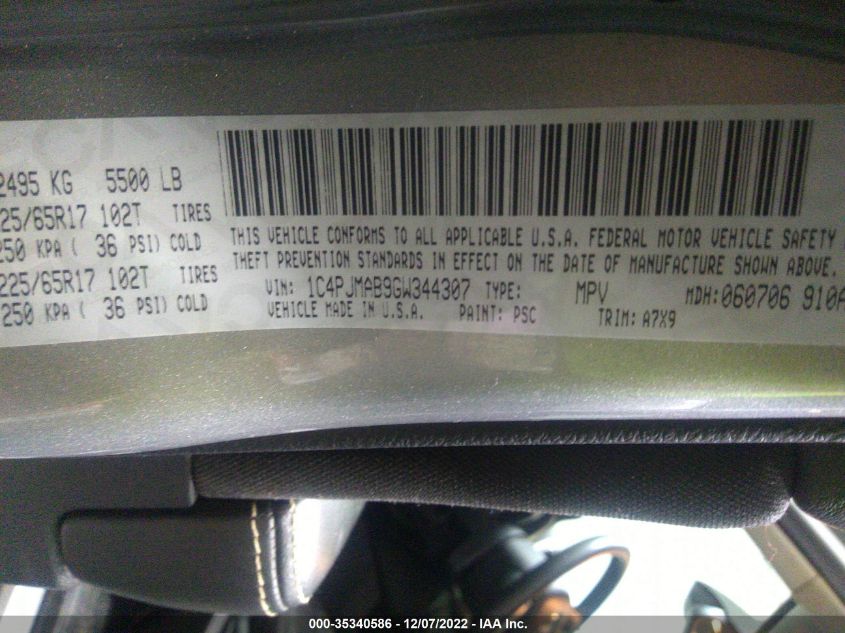 2495 KG 5500 LB
225/65R17 102T TIRES
250 KPA ( 36 PSI) COLD
225/65R17 102T TIRES
250 KPA ( 36 PSI) COLD
THIS VEHICLE CONFORMS TO ALL APPLICABLE U.S.A. FEDERAL MOTOR VEHICLE SAFETY
THEFT PREVENTION STANDARDS IN EFFECT ON THE DATE OF MANUFACTURE SHOWN ABOVE.
VIN: 1C4PJMAB9GW344307 TYPE: MPV MDH:060706 910A
VEHICLE MADE IN U.S.A. PAINT: PSC TRIM: A7X9
000-35340586 - 12/07/2022 - IAA Inc.